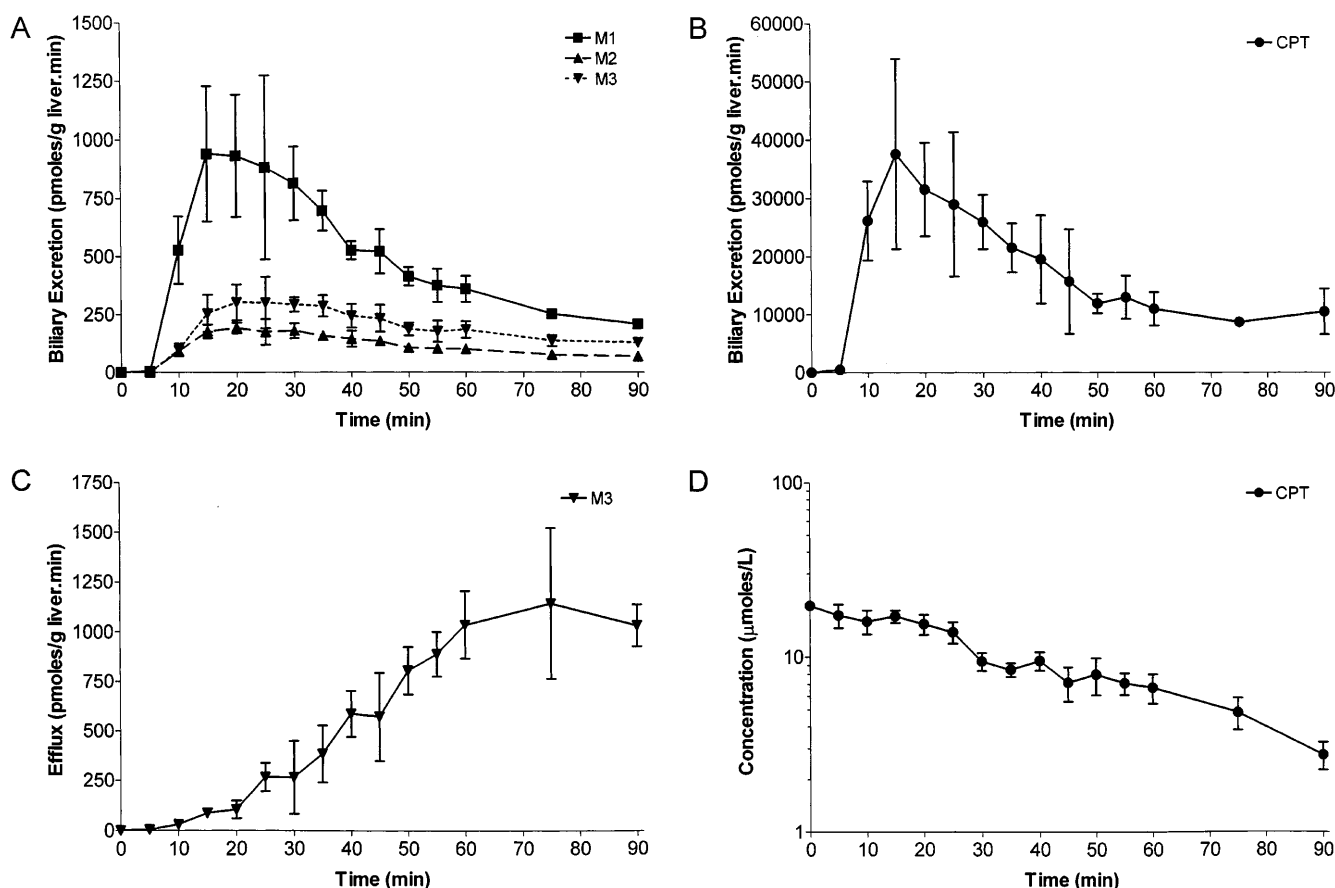 A
Biliary Excretion (pmoles/g liver.min)
1500
1250
1000
750
500
250
0
0 10 20 30 40 50 60 70 80 90
Time (min)
M1
M2
M3
B
Biliary Excretion (pmoles/g liver.min)
60000
50000
40000
30000
20000
10000
0
0 10 20 30 40 50 60 70 80 90
Time (min)
CPT
C
Efflux (pmoles/g liver.min)
1750
1500
1250
1000
750
500
250
0
0 10 20 30 40 50 60 70 80 90
Time (min)
M3
D
Concentration (μmoles/L)
100
10
1
0 10 20 30 40 50 60 70 80 90
Time (min)
CPT